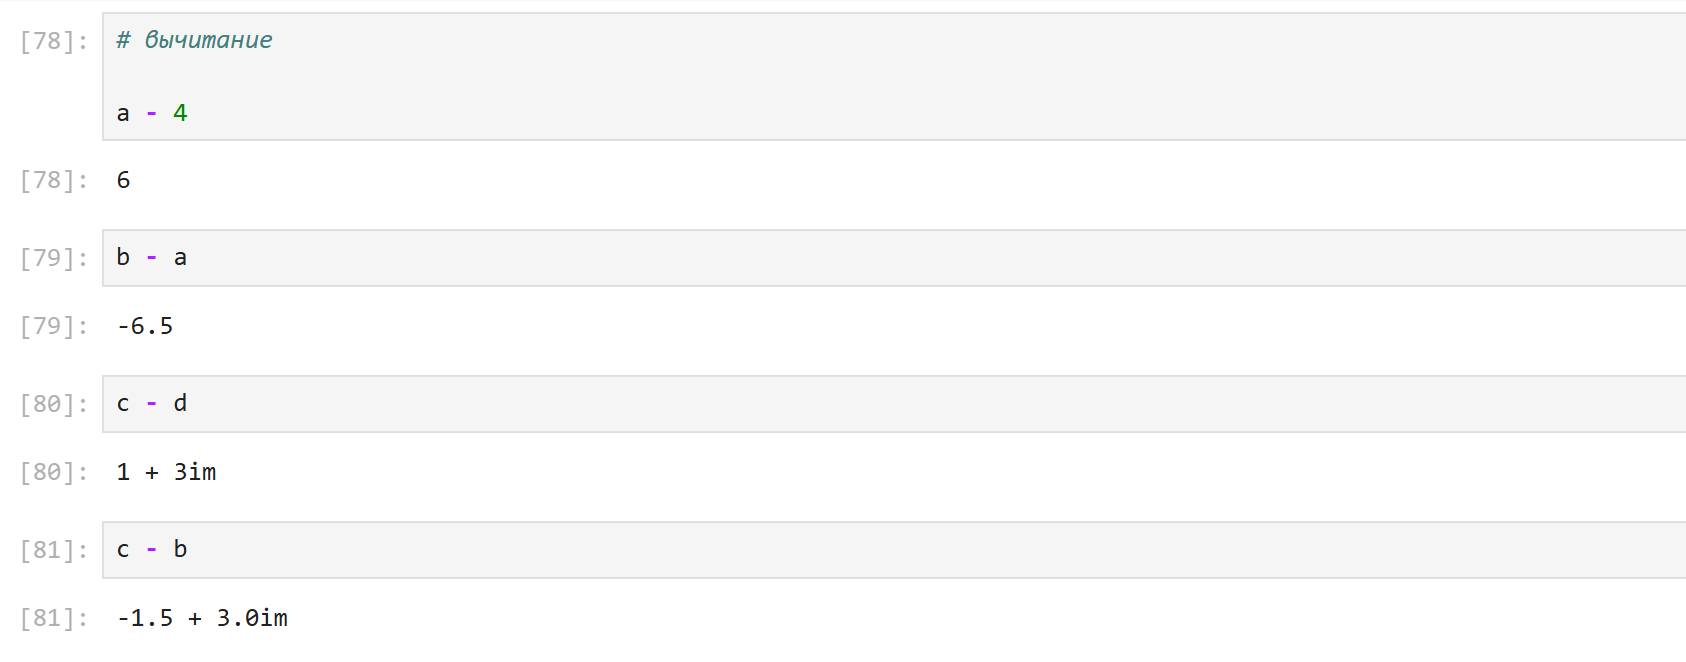 [78]: # вычитание
a - 4
[78]: 6
[79]: b - a
[79]: -6.5
[80]: c - d
[80]: 1 + 3im
[81]: c - b
[81]: -1.5 + 3.0im